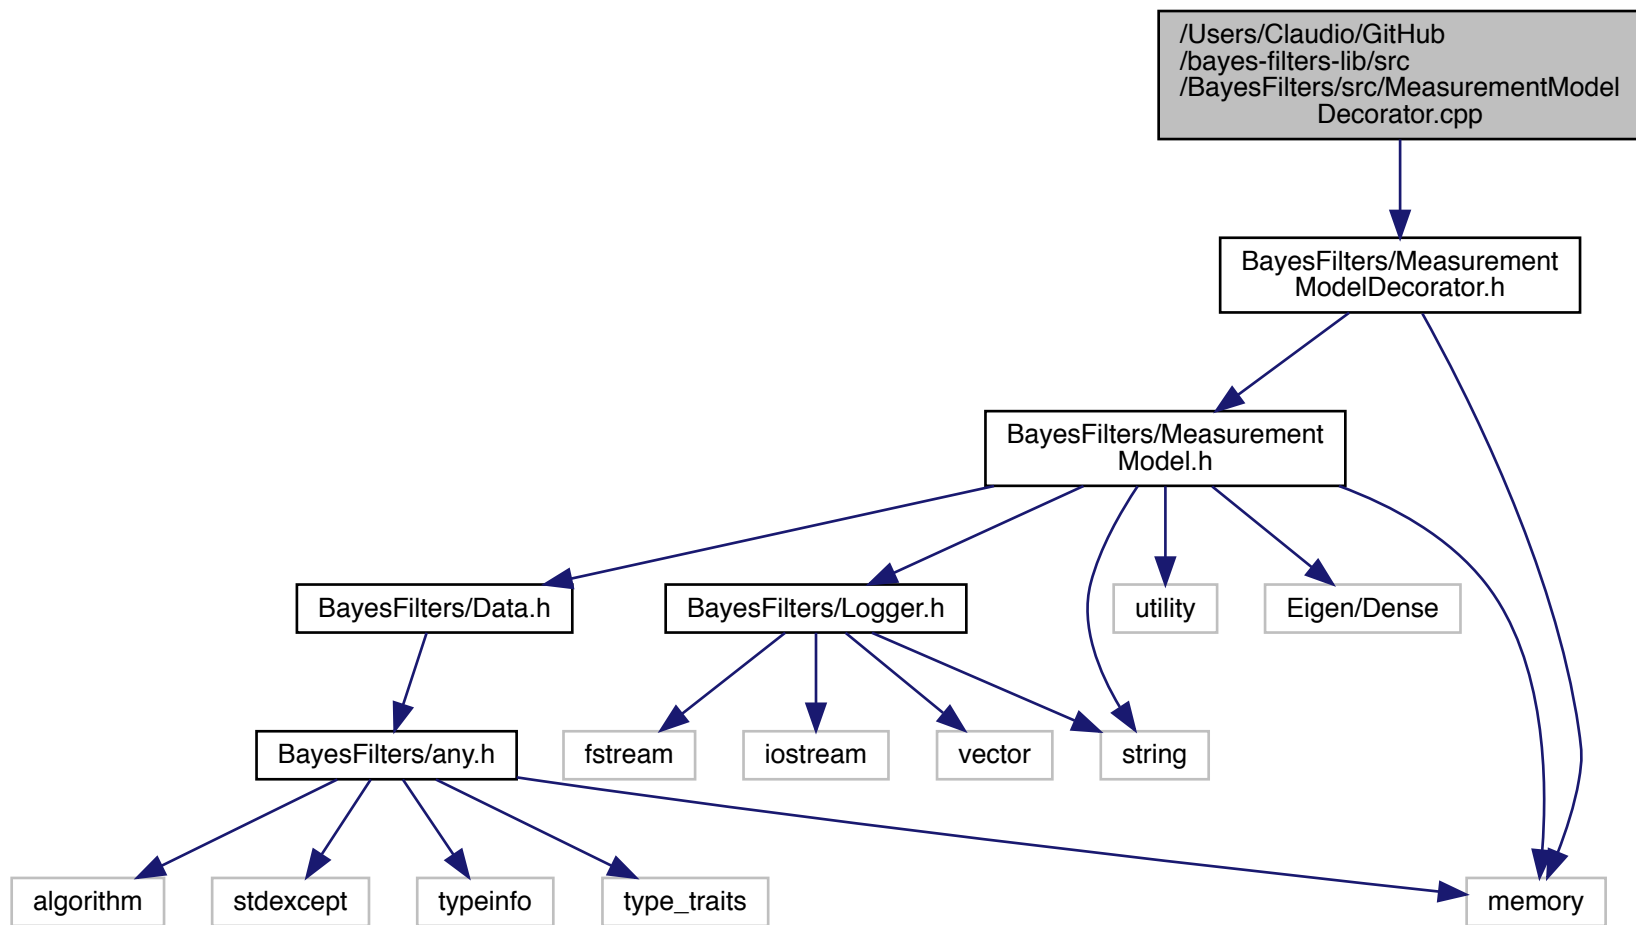 /Users/Claudio/GitHub
/bayes-filters-lib/src
/BayesFilters/src/MeasurementModel
Decorator.cpp
BayesFilters/Measurement
ModelDecorator.h
BayesFilters/Measurement
Model.h
BayesFilters/Data.h
BayesFilters/Logger.h
utility
Eigen/Dense
BayesFilters/any.h
fstream
iostream
vector
string
algorithm
stdexcept
typeinfo
type_traits
memory